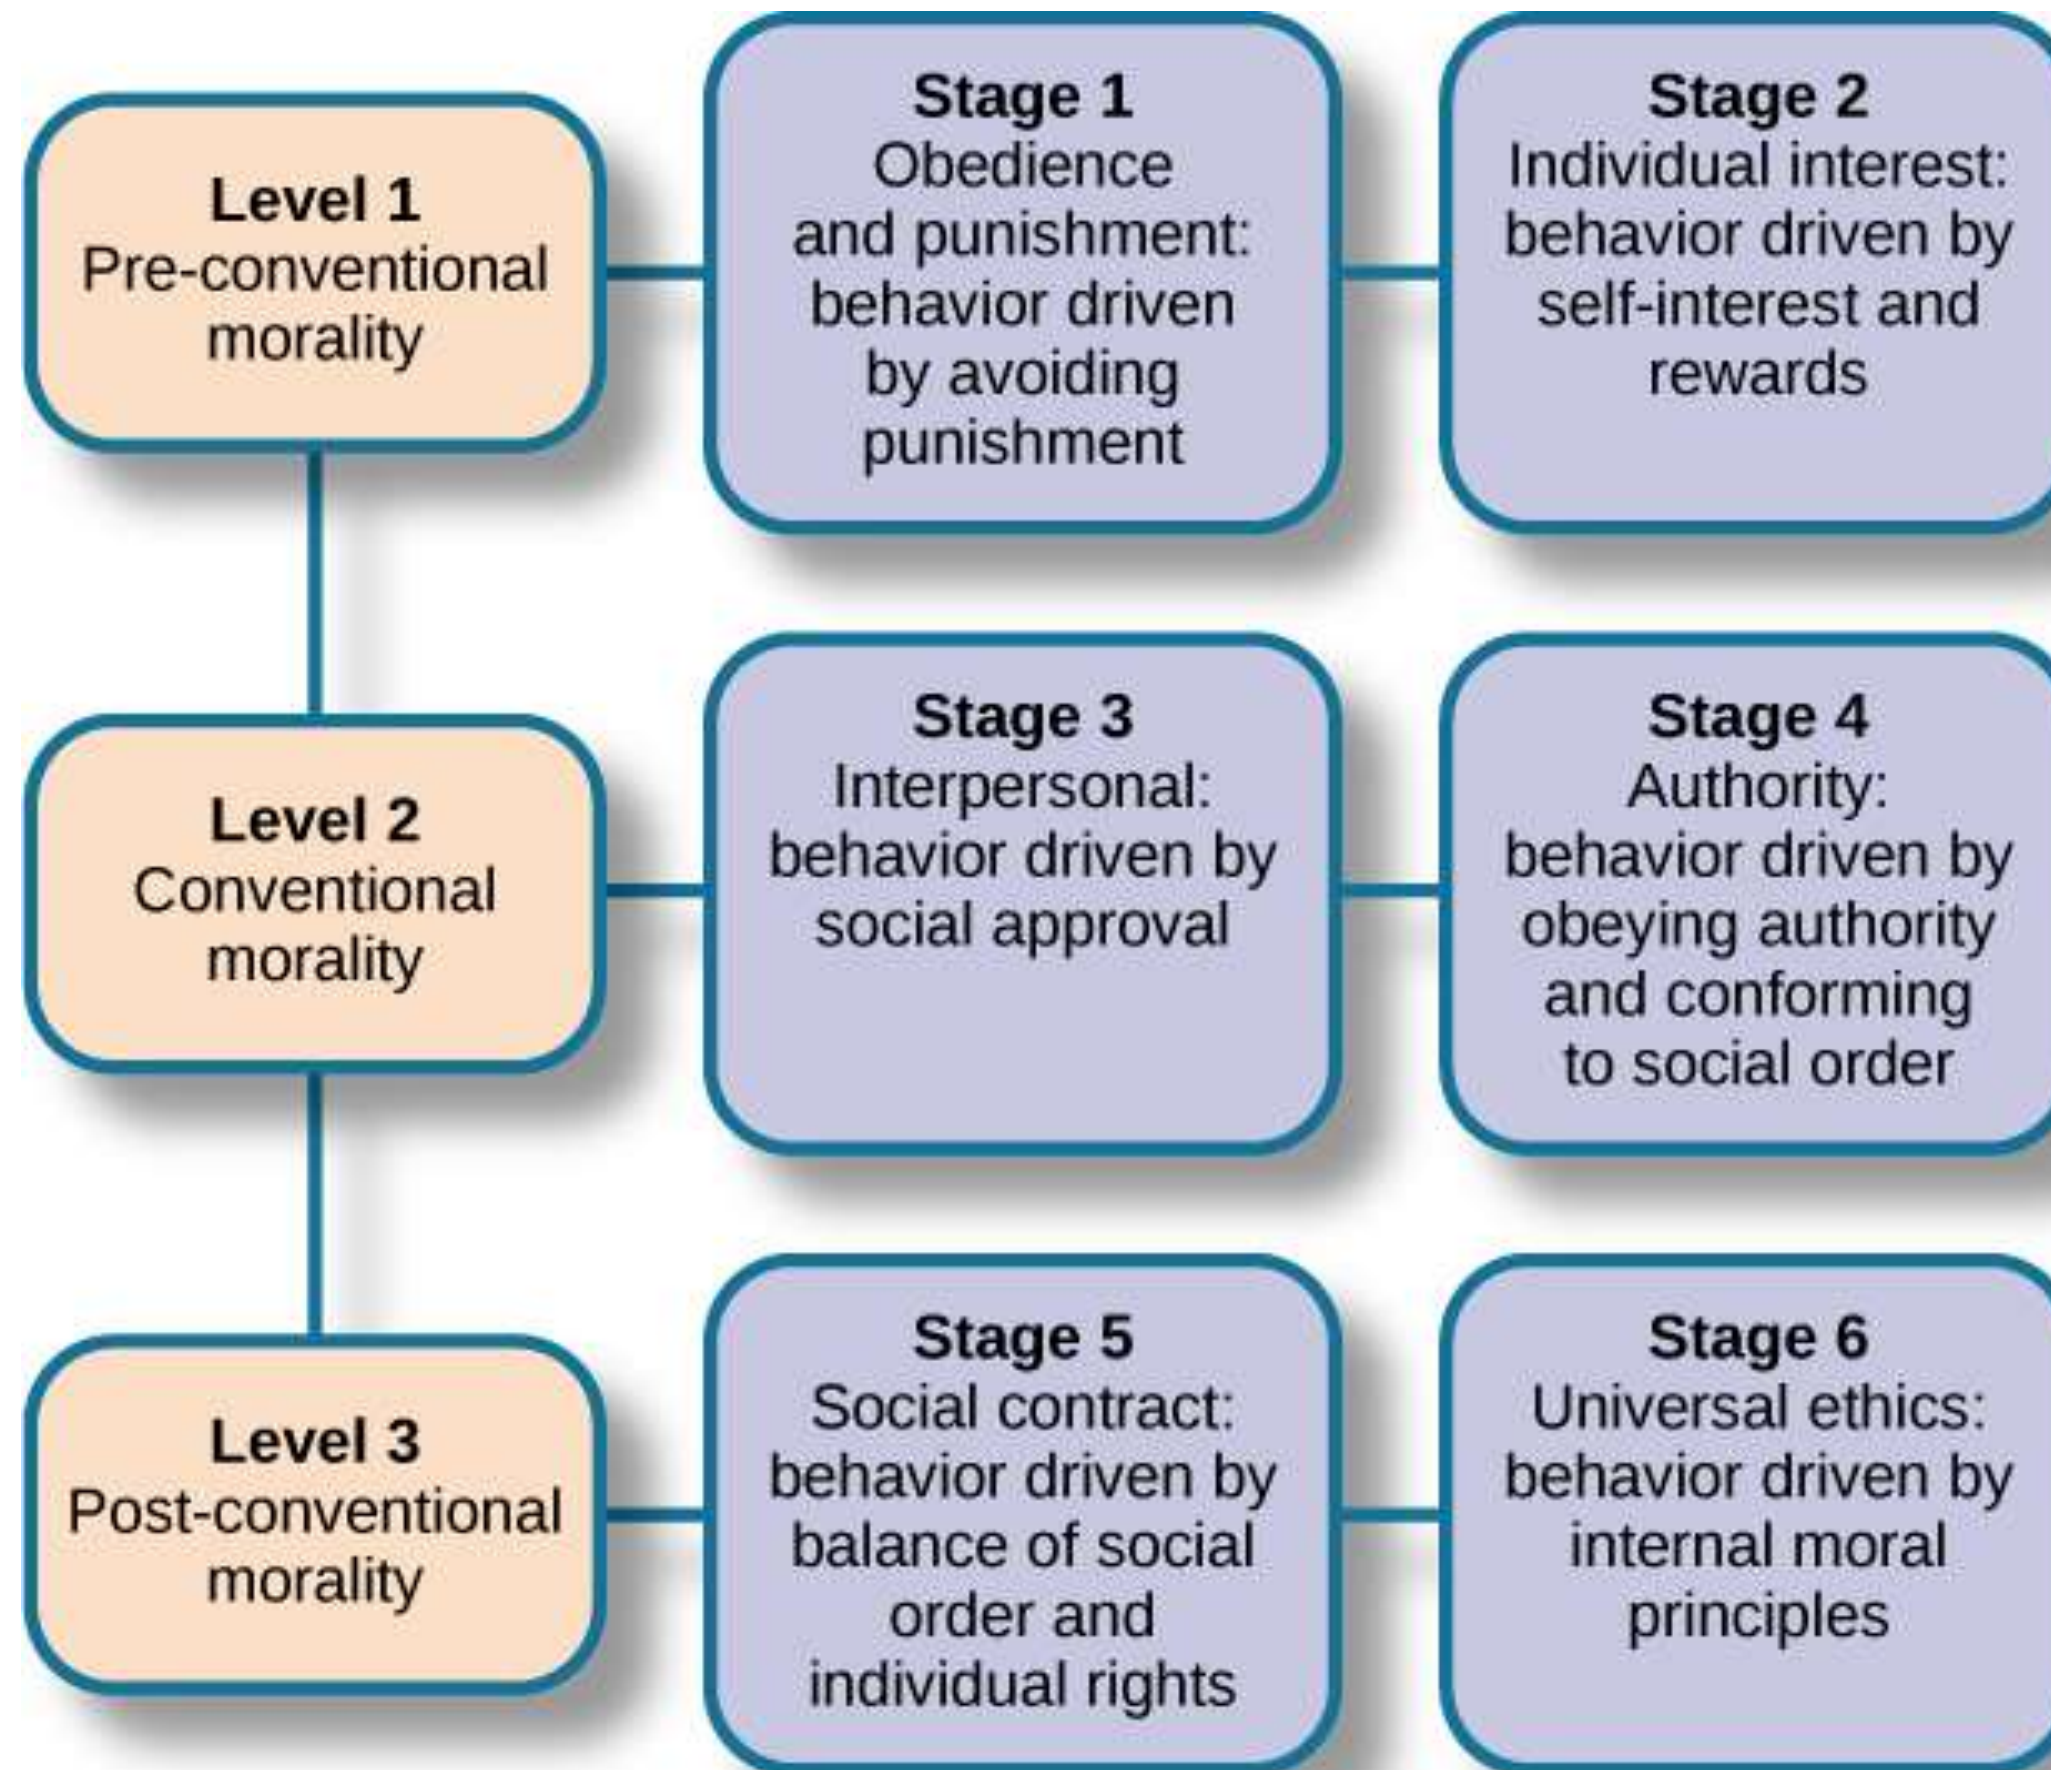 Level 1
Pre-conventional
morality
Stage 1
Obedience
and punishment:
behavior driven
by avoiding
punishment
Stage 2
Individual interest:
behavior driven by
self-interest and
rewards
Level 2
Conventional
morality
Stage 3
Interpersonal:
behavior driven by
social approval
Stage 4
Authority:
behavior driven by
obeying authority
and conforming
to social order
Level 3
Post-conventional
morality
Stage 5
Social contract:
behavior driven by
balance of social
order and
individual rights
Stage 6
Universal ethics:
behavior driven by
internal moral
principles